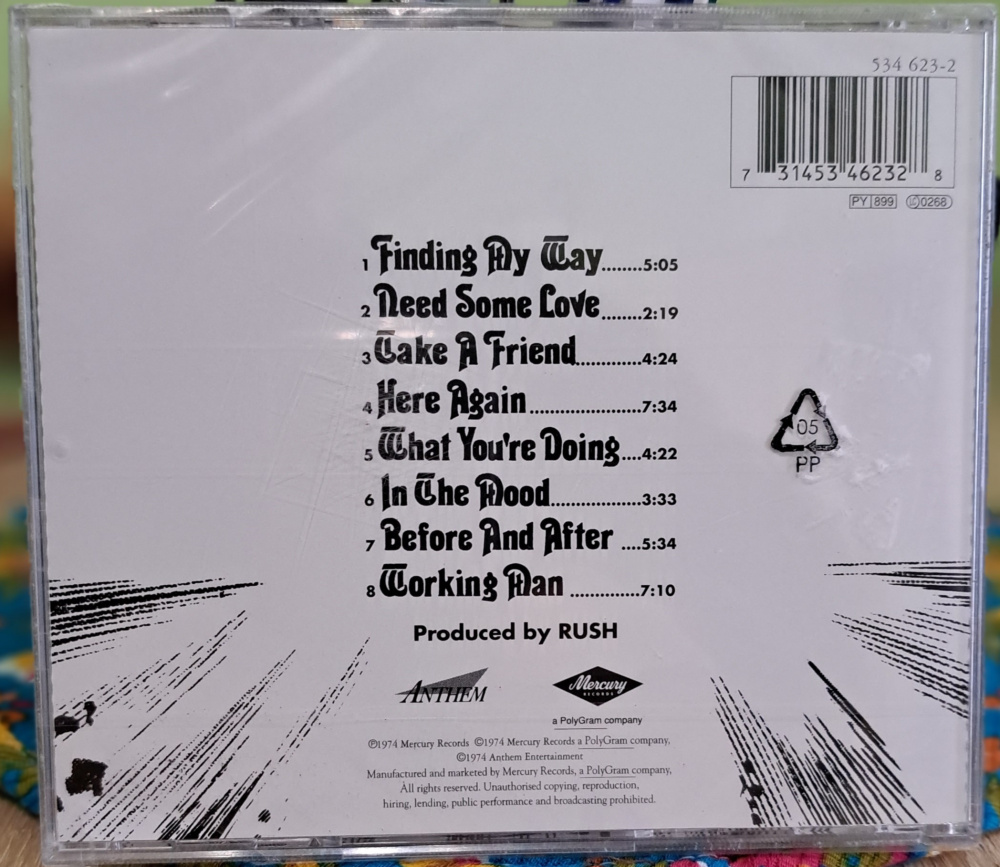 534 623-2
7 31453 46232 8
PY 899 LC 0268
1 Finding My Way........5:05
2 Need Some Love.......2:19
3 Take A Friend...........4:24
4 Here Again...................7:34
5 What You're Doing....4:22
6 In The Mood...............3:33
7 Before And After ....5:34
8 Working Man ..............7:10
05
PP
Produced by RUSH
ANTHEM
Mercury
RECORDS
a PolyGram company
℗1974 Mercury Records ©1974 Mercury Records a PolyGram company,
©1974 Anthem Entertainment
Manufactured and marketed by Mercury Records, a PolyGram company,
All rights reserved. Unauthorised copying, reproduction,
hiring, lending, public performance and broadcasting prohibited.